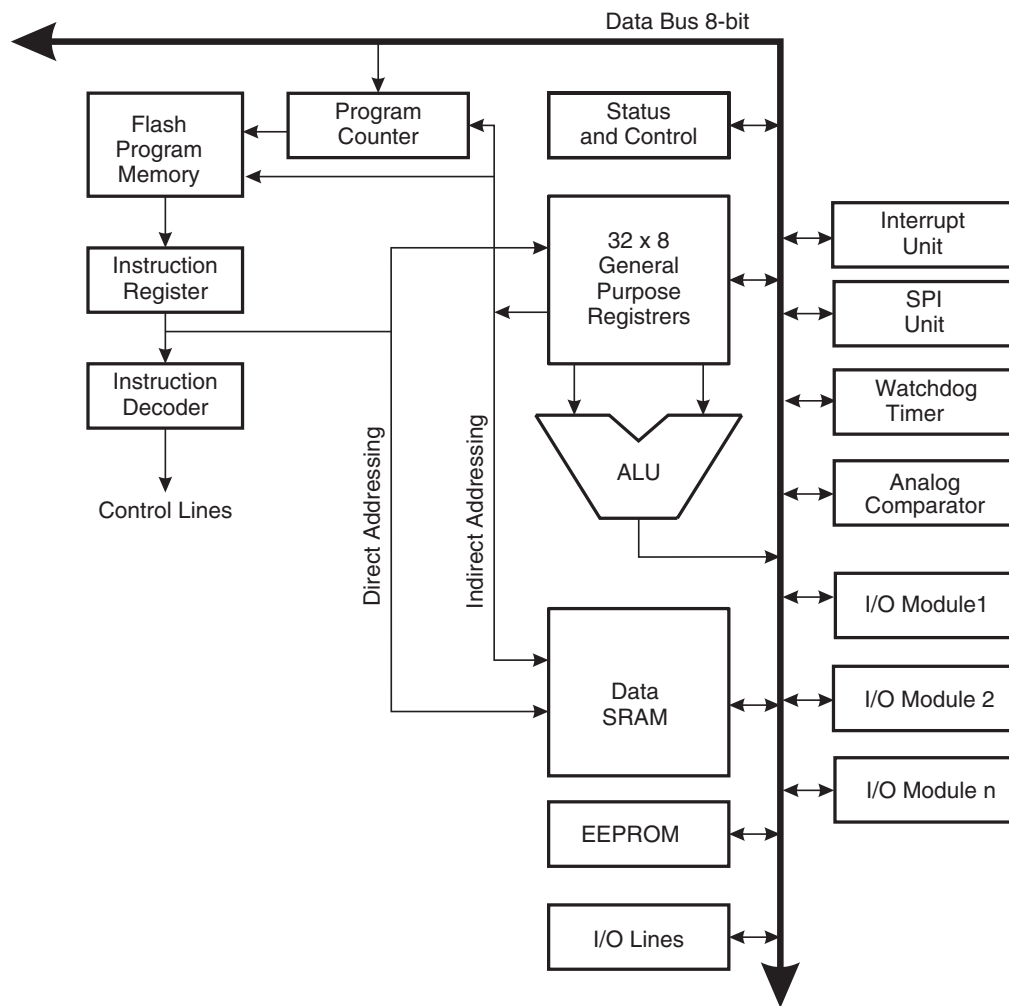 Data Bus 8-bit
Flash
Program
Memory
Program
Counter
Status
and Control
32 x 8
General
Purpose
Registrers
Interrupt
Unit
Instruction
Register
SPI
Unit
Instruction
Decoder
Watchdog
Timer
Control Lines
Direct Addressing
Indirect Addressing
ALU
Analog
Comparator
I/O Module1
Data
SRAM
I/O Module 2
I/O Module n
EEPROM
I/O Lines